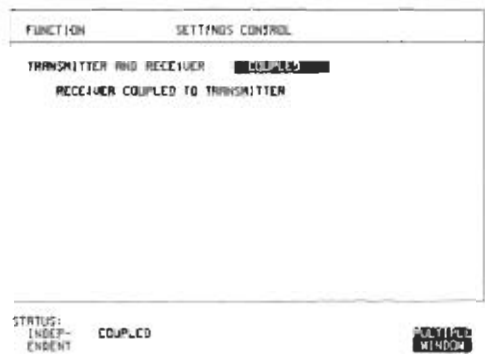 FUNCTION SETTINGS CONTROL
TRANSMITTER AND RECEIVER COUPLED
RECEIVER COUPLED TO TRANSMITTER
STATUS:
INDEP- COUPLED MULTIPLE
ENDENT WINDOW